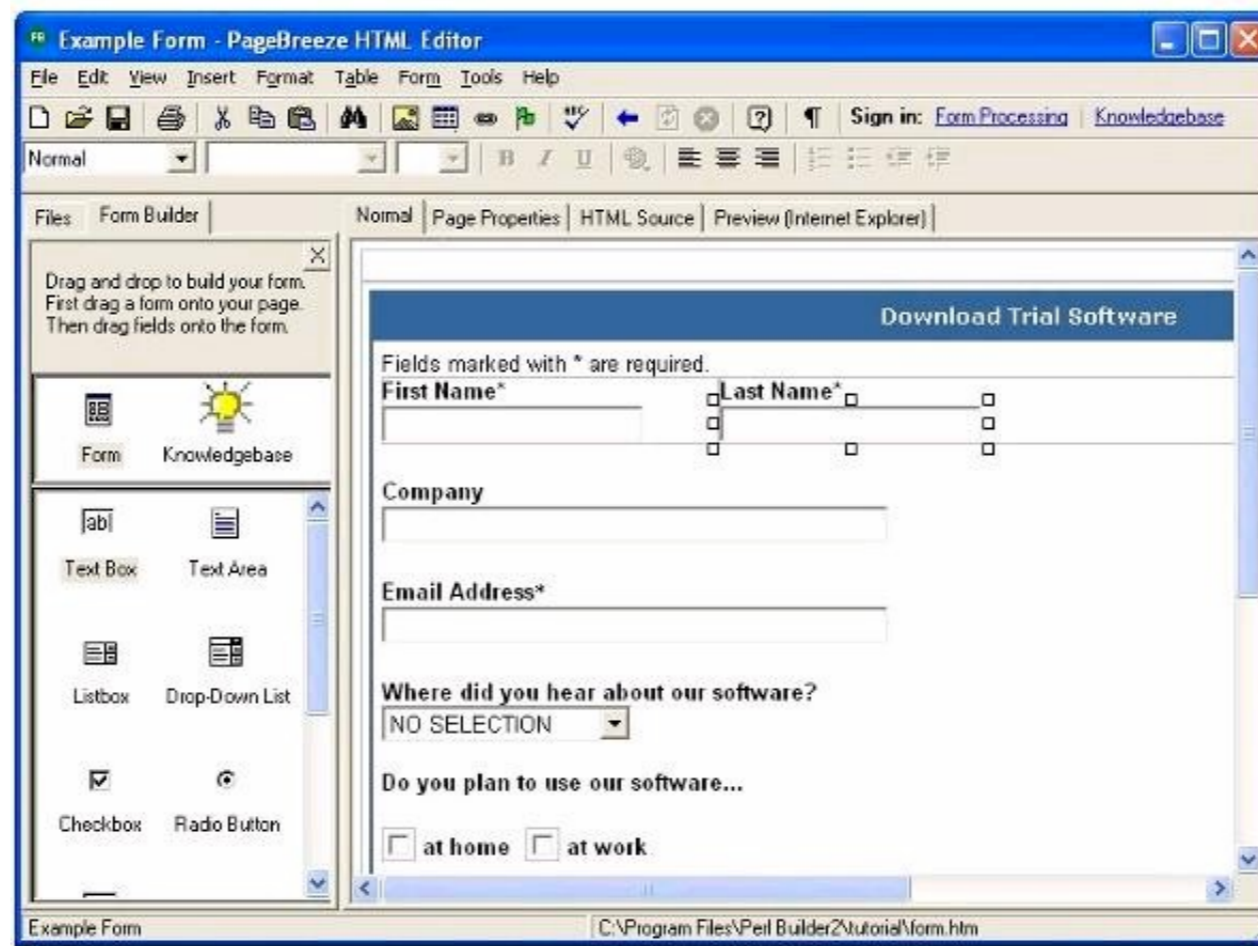 Example Form - PageBreeze HTML Editor
File Edit View Insert Format Table Form Tools Help
ABC Sign in: Form Processing | Knowledgebase
Normal B I U
Files Form Builder
Normal Page Properties HTML Source Preview (Internet Explorer)
Drag and drop to build your form.
First drag a form onto your page.
Then drag fields onto the form.
Form Knowledgebase
ab
Text Box Text Area
Listbox Drop-Down List
Checkbox Radio Button
Download Trial Software
Fields marked with * are required.
First Name* Last Name*
Company
Email Address*
Where did you hear about our software?
NO SELECTION
Do you plan to use our software...
at home at work
Example Form C:\Program Files\Perl Builder2\tutorial\form.htm